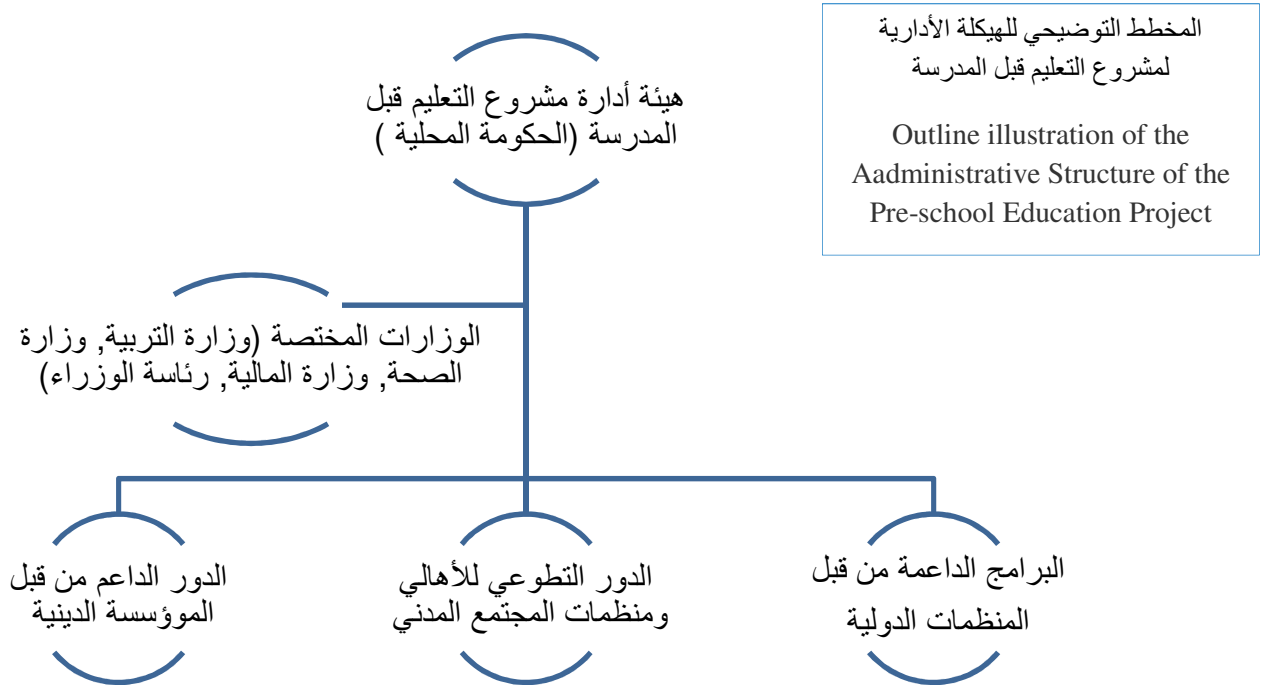 المخطط التوضيحي للهيكلة الأدارية
لمشروع التعليم قبل المدرسة
Outline illustration of the
Aadministrative Structure of the
Pre-school Education Project
هيئة أدارة مشروع التعليم قبل
المدرسة (الحكومة المحلية )
الوزارات المختصة (وزارة التربية, وزارة
الصحة, وزارة المالية, رئاسة الوزراء)
البرامج الداعمة من قبل
المنظمات الدولية
الدور التطوعي للأهالي
ومنظمات المجتمع المدني
الدور الداعم من قبل
الموؤسسة الدينية